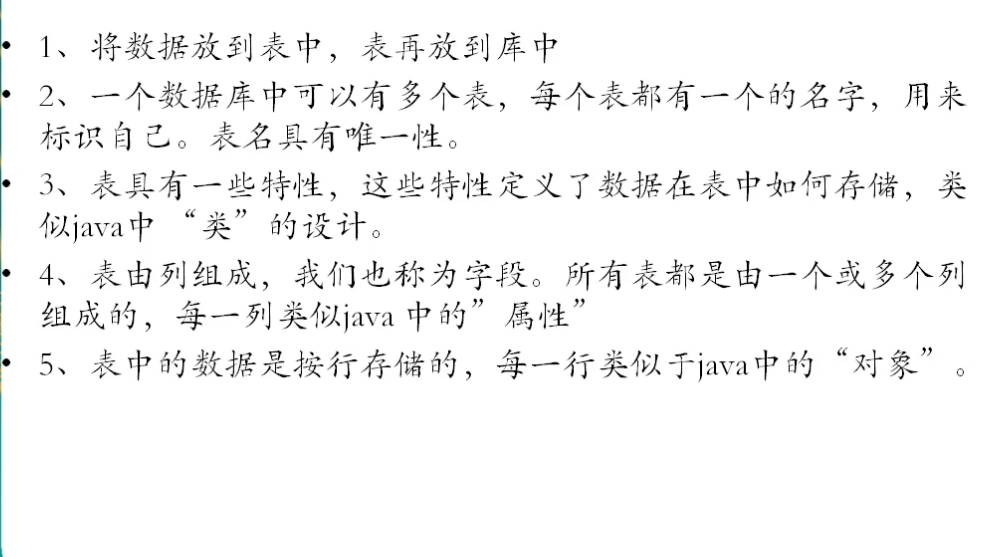 • 1、将数据放到表中，表再放到库中
• 2、一个数据库中可以有多个表，每个表都有一个的名字，用来
标识自己。表名具有唯一性。
• 3、表具有一些特性，这些特性定义了数据在表中如何存储，类
似java中 “类”的设计。
• 4、表由列组成，我们也称为字段。所有表都是由一个或多个列
组成的，每一列类似java 中的”属性”
• 5、表中的数据是按行存储的，每一行类似于java中的“对象”。